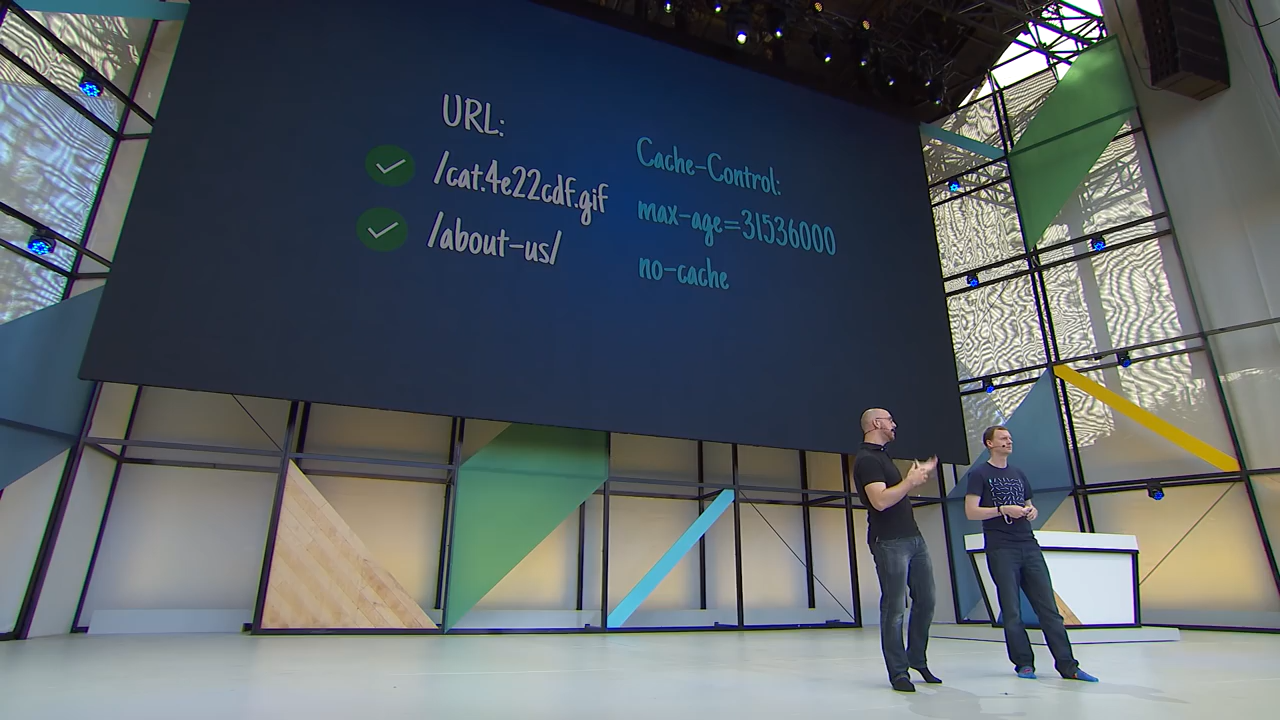 URL:
/cat.4e22cdf.gif
/about-us/
Cache-Control:
max-age=31536000
no-cache